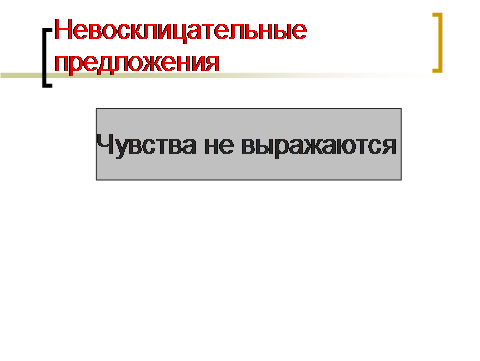 Невосклицательные
предложения
Чувства не выражаются